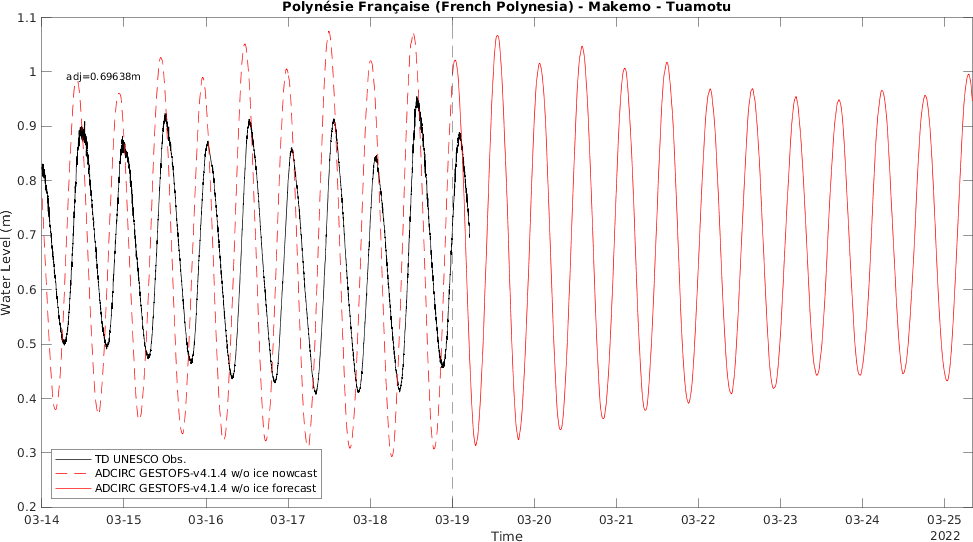 Polynésie Française (French Polynesia) - Makemo - Tuamotu
1.1
1
0.9
0.8
0.7
0.6
0.5
0.4
0.3
0.2
Water Level (m)
adj=0.69638m
TD UNESCO Obs.
ADCIRC GESTOFS-v4.1.4 w/o ice nowcast
ADCIRC GESTOFS-v4.1.4 w/o ice forecast
03-14 03-15 03-16 03-17 03-18 03-19 03-20 03-21 03-22 03-23 03-24 03-25
Time
2022